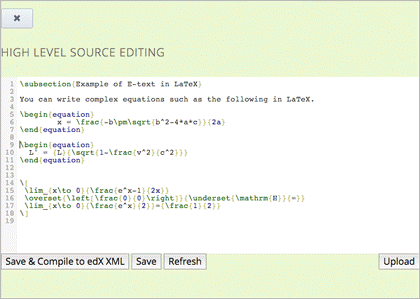 ×
HIGH LEVEL SOURCE EDITING
1 \subsection{Example of E-text in LaTeX}
2
3 You can write complex equations such as the following in LaTeX.
4
5 \begin{equation}
6 x = \frac{-b\pm\sqrt{b^2-4*a*c}}{2a}
7 \end{equation}
8
9 \begin{equation}
10 L' = {L}{\sqrt{1-\frac{v^2}{c^2}}}
11 \end{equation}
12
13
14 \[
15 \lim_{x\to 0}{\frac{e^x-1}{2x}}
16 \overset{\left[\frac{0}{0}\right]}{\underset{\mathrm{H}}{=}}
17 \lim_{x\to 0}{\frac{e^x}{2}}={\frac{1}{2}}
18 \]
19
Save & Compile to edX XML Save Refresh Upload